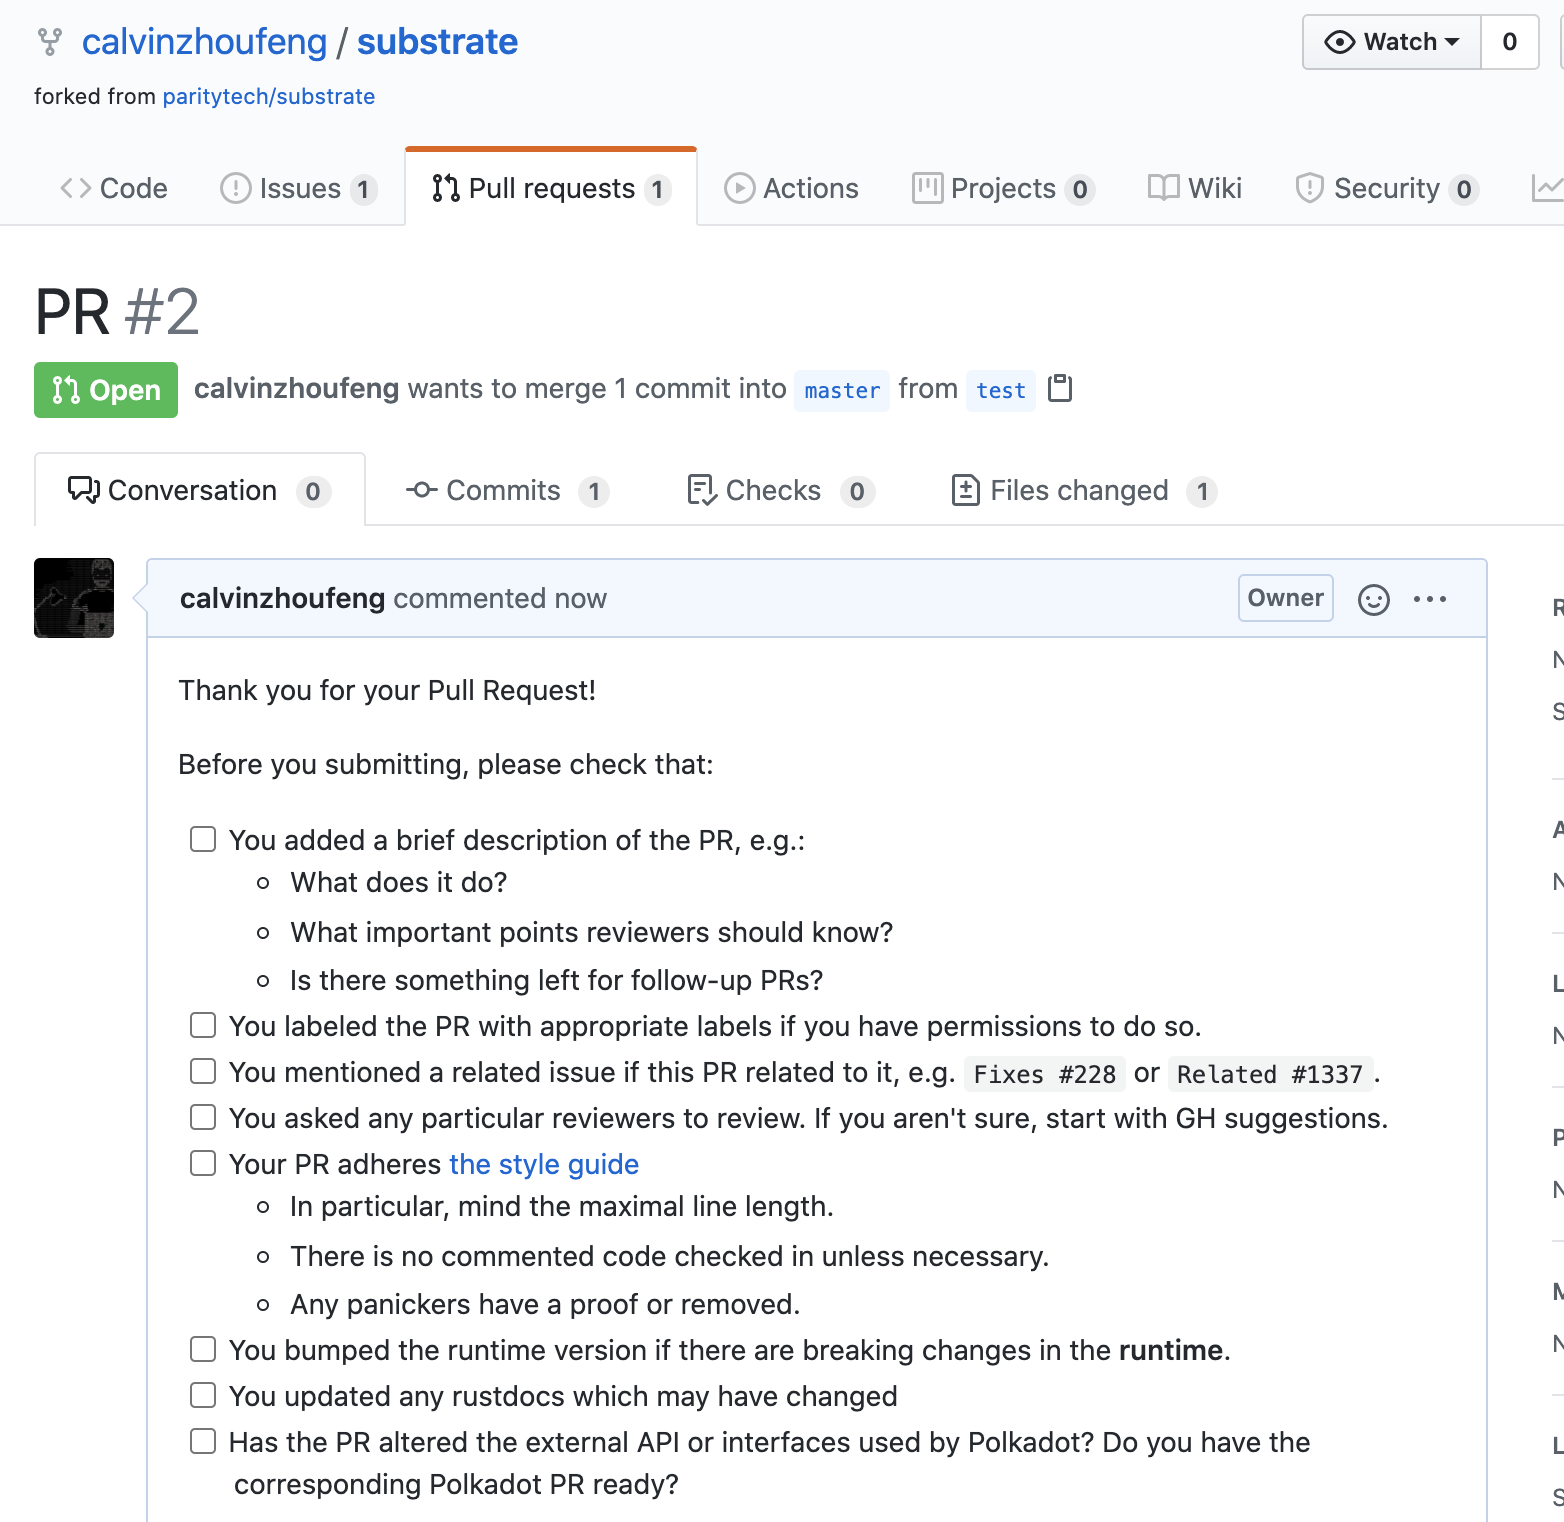 calvinzhoufeng / substrate
Watch 0
forked from paritytech/substrate
Code Issues 1 Pull requests 1 Actions Projects 0 Wiki Security 0
PR #2
Open calvinzhoufeng wants to merge 1 commit into master from test
Conversation 0 Commits 1 Checks 0 Files changed 1
calvinzhoufeng commented now Owner
Thank you for your Pull Request!
Before you submitting, please check that:
You added a brief description of the PR, e.g.:
What does it do?
What important points reviewers should know?
Is there something left for follow-up PRs?
You labeled the PR with appropriate labels if you have permissions to do so.
You mentioned a related issue if this PR related to it, e.g. Fixes #228 or Related #1337.
You asked any particular reviewers to review. If you aren't sure, start with GH suggestions.
Your PR adheres the style guide
In particular, mind the maximal line length.
There is no commented code checked in unless necessary.
Any panickers have a proof or removed.
You bumped the runtime version if there are breaking changes in the runtime.
You updated any rustdocs which may have changed
Has the PR altered the external API or interfaces used by Polkadot? Do you have the
corresponding Polkadot PR ready?